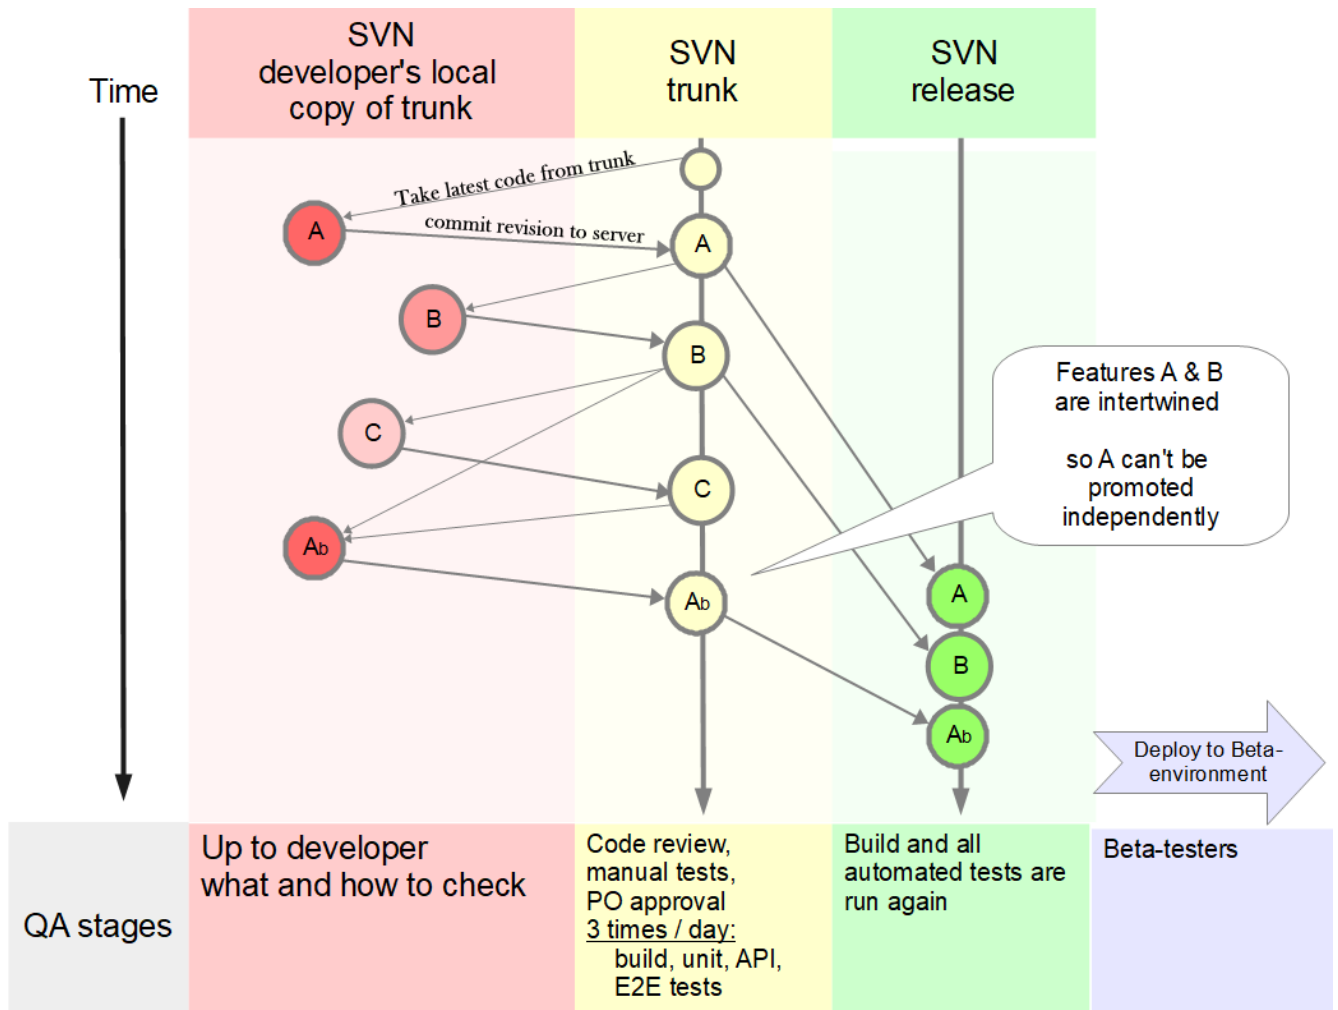 SVN
developer's local
copy of trunk
SVN
trunk
SVN
release
Time
Take latest code from trunk
commit revision to server
A
A
B
B
C
C
Ab
Ab
Features A & B
are intertwined
so A can't be
promoted
independently
A
B
Ab
Deploy to Beta-
environment
QA stages
Up to developer
what and how to check
Code review,
manual tests,
PO approval
3 times / day:
build, unit, API,
E2E tests
Build and all
automated tests are
run again
Beta-testers